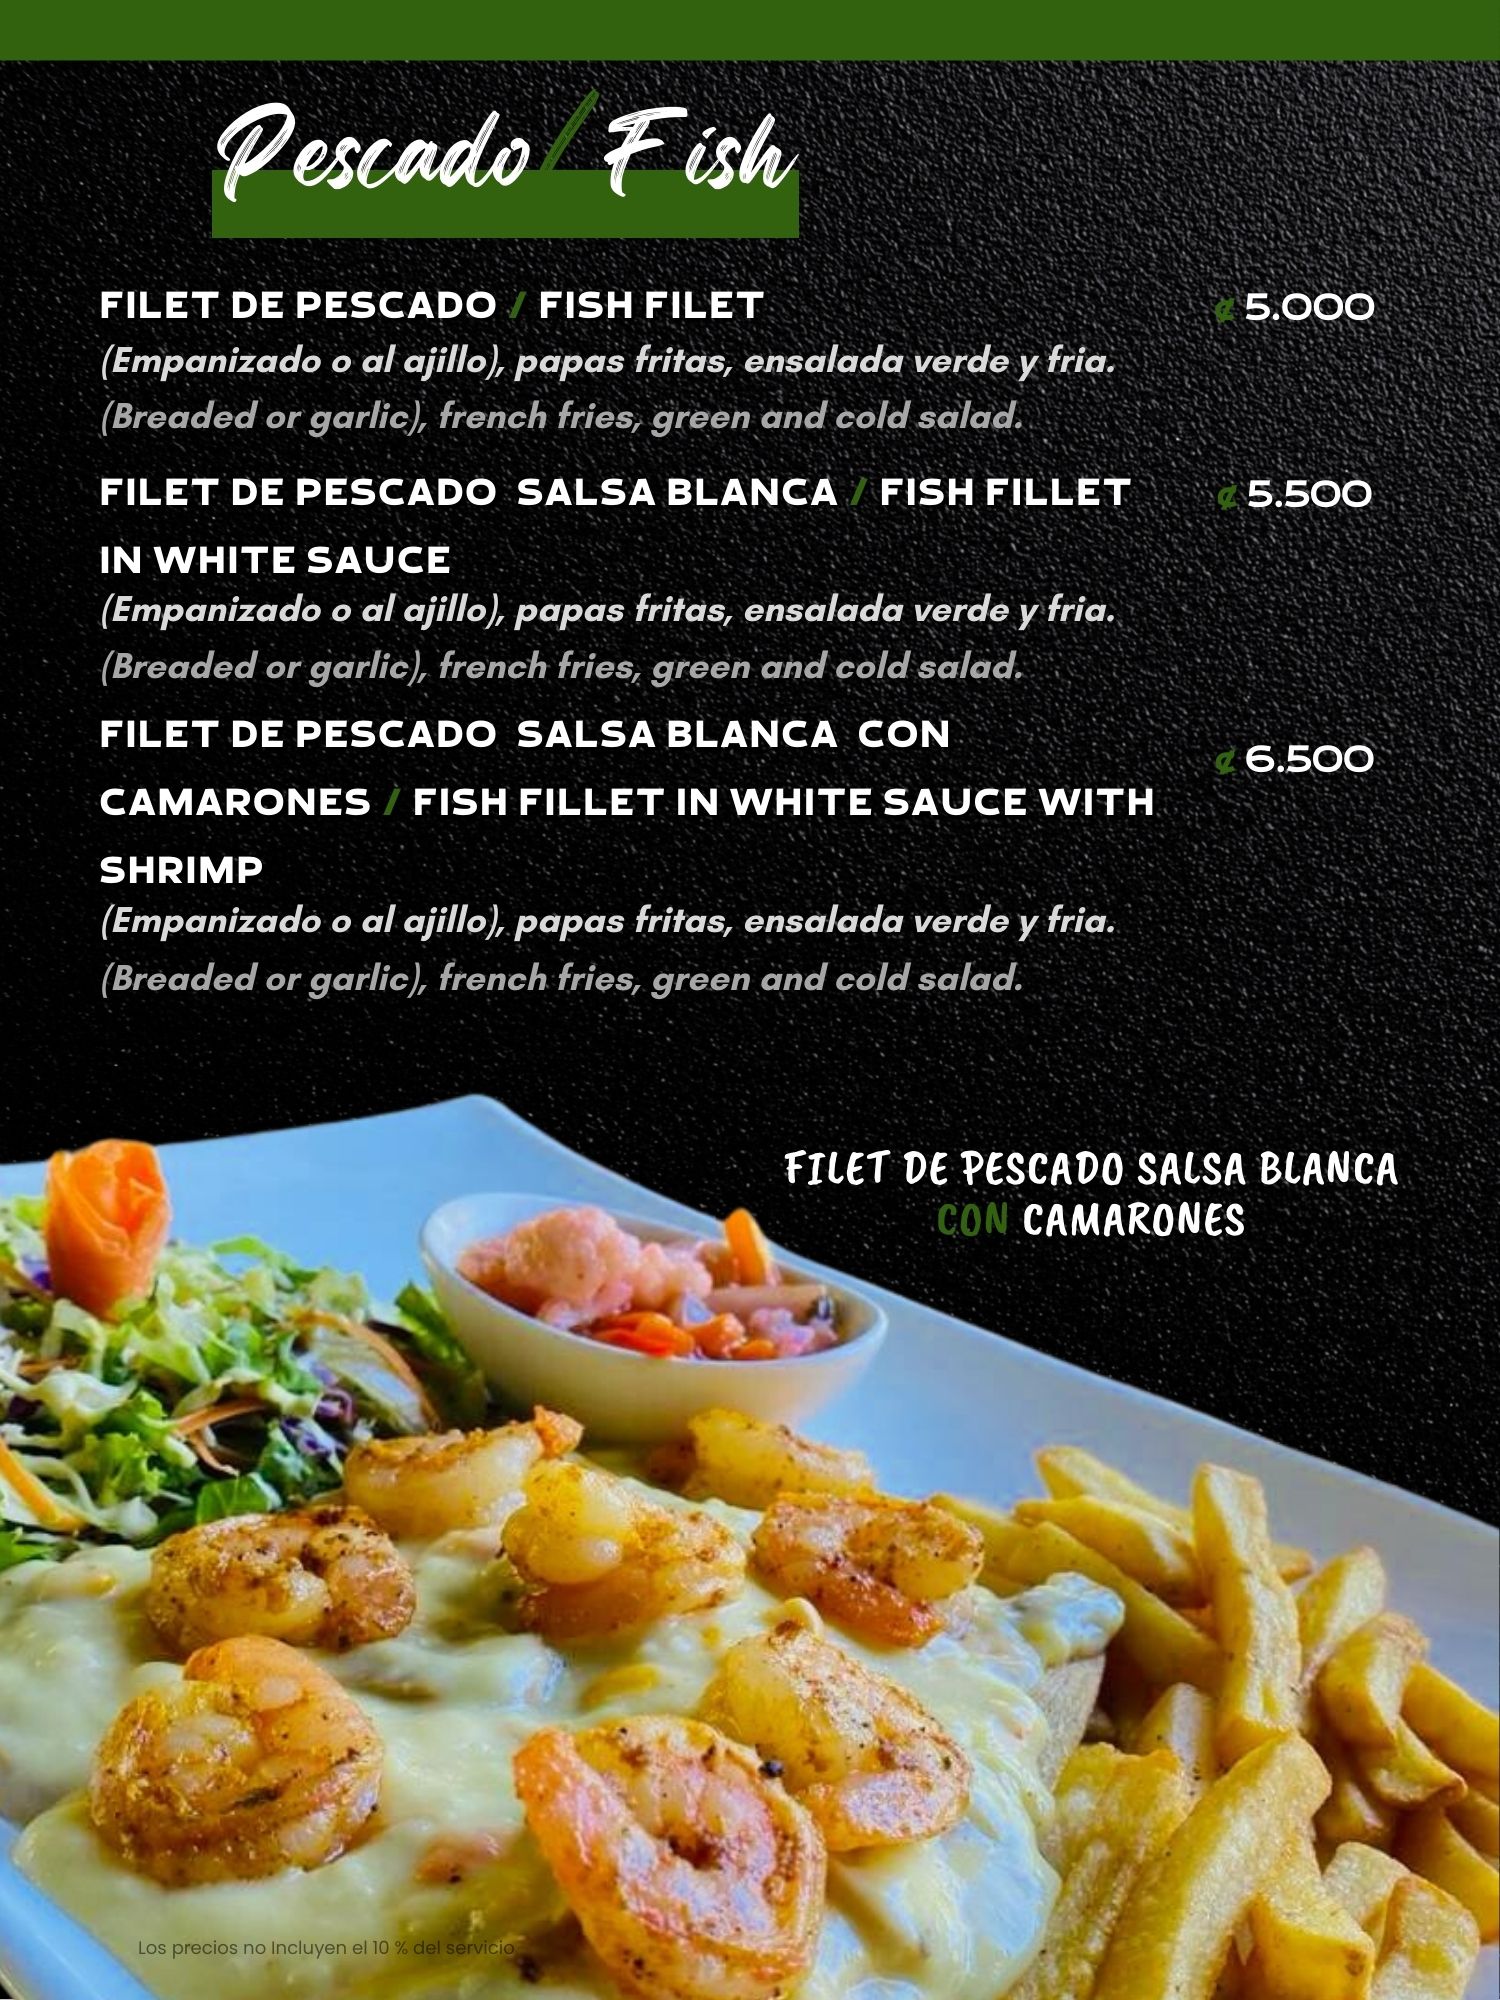 Pescado / Fish
FILET DE PESCADO / FISH FILET
₡ 5.000
(Empanizado o al ajillo), papas fritas, ensalada verde y fria.
(Breaded or garlic), french fries, green and cold salad.
FILET DE PESCADO SALSA BLANCA / FISH FILLET
₡ 5.500
IN WHITE SAUCE
(Empanizado o al ajillo), papas fritas, ensalada verde y fria.
(Breaded or garlic), french fries, green and cold salad.
FILET DE PESCADO SALSA BLANCA CON
₡ 6.500
CAMARONES / FISH FILLET IN WHITE SAUCE WITH
SHRIMP
(Empanizado o al ajillo), papas fritas, ensalada verde y fria.
(Breaded or garlic), french fries, green and cold salad.
FILET DE PESCADO SALSA BLANCA
CON CAMARONES
Los precios no Incluyen el 10 % del servicio